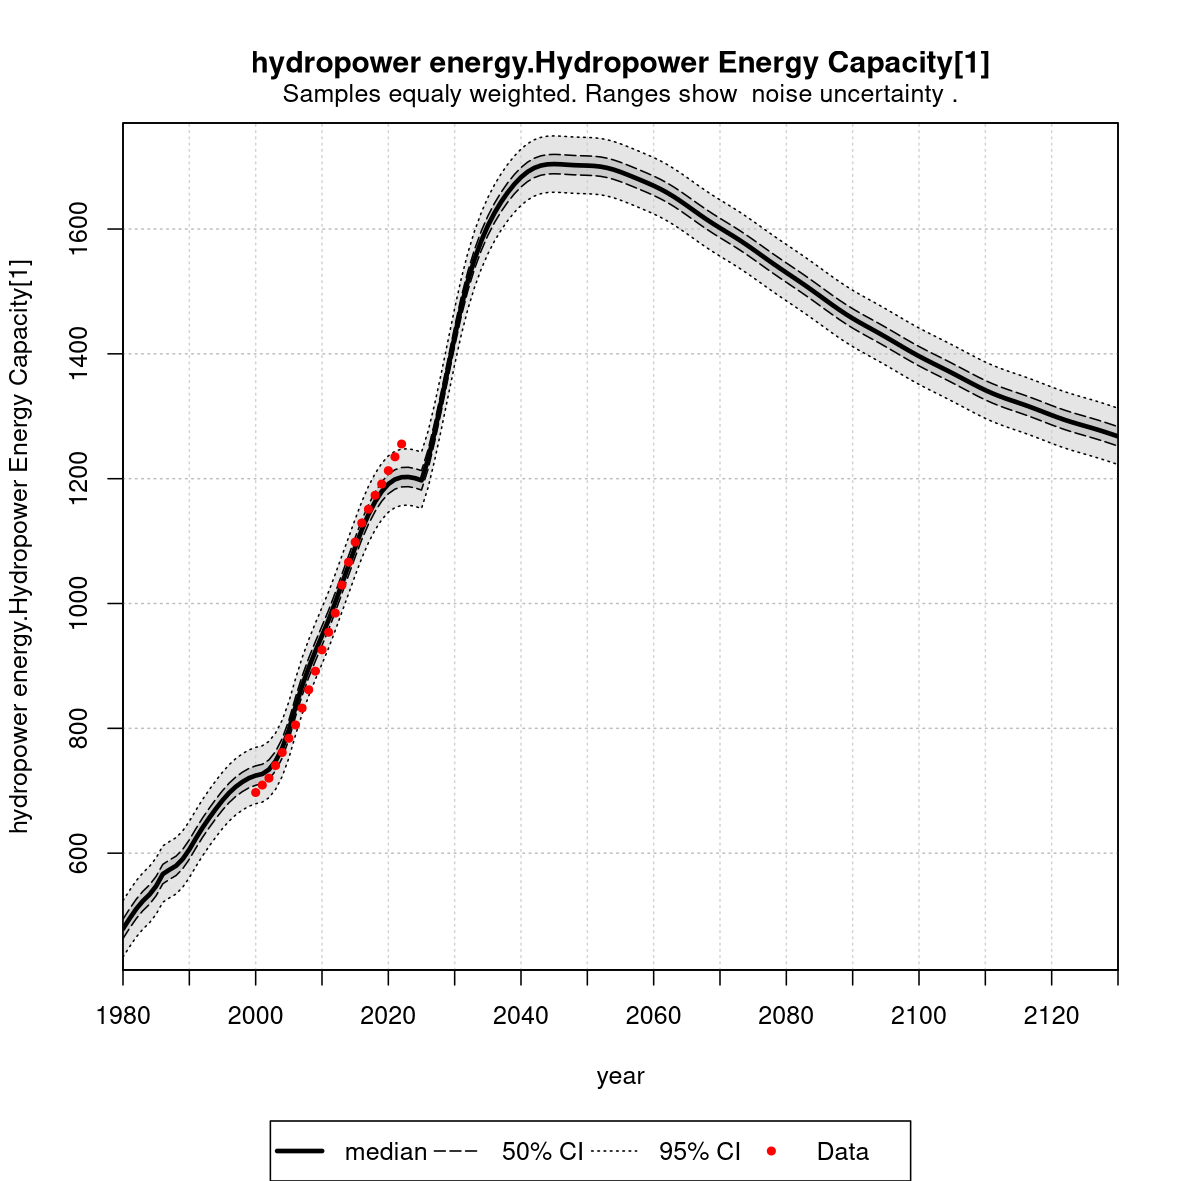 hydropower energy.Hydropower Energy Capacity[1]
Samples equaly weighted. Ranges show  noise uncertainty .
hydropower energy.Hydropower Energy Capacity[1]
1600
1400
1200
1000
800
600
1980 2000 2020 2040 2060 2080 2100 2120
year
median 50% CI 95% CI Data